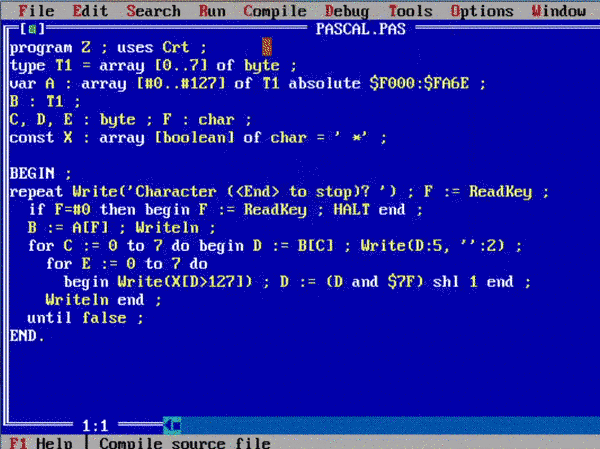 File Edit Search Run Compile Debug Tools Options Window
[■] PASCAL.PAS
program Z ; uses Crt ;
type T1 = array [0..7] of byte ;
var A : array [#0..#127] of T1 absolute $F000:$FA6E ;
B : T1 ;
C, D, E : byte ; F : char ;
const X : array [boolean] of char = ' *' ;
BEGIN ;
repeat Write('Character (<End> to stop)? ') ; F := ReadKey ;
if F=#0 then begin F := ReadKey ; HALT end ;
B := A[F] ; Writeln ;
for C := 0 to 7 do begin D := B[C] ; Write(D:5, '':2) ;
for E := 0 to 7 do
begin Write(X[D>127]) ; D := (D and $7F) shl 1 end ;
Writeln end ;
until false ;
END.
1:1
F1 Help | Compile source file